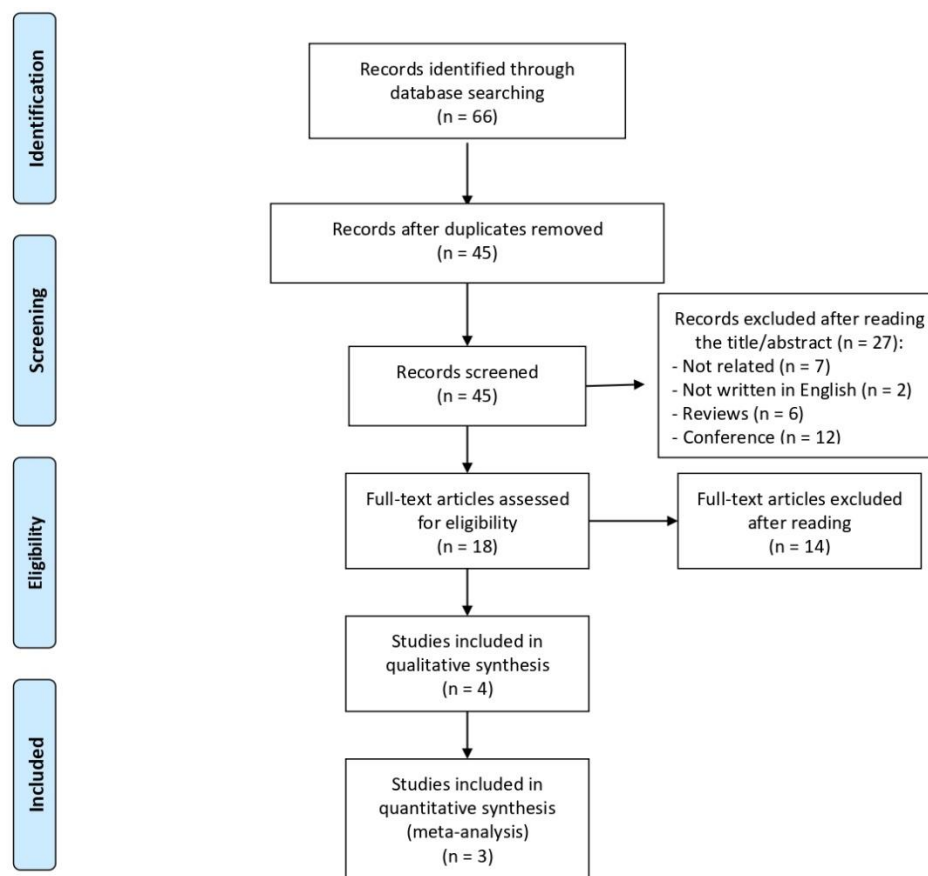 Identification
Records identified through
database searching
(n = 66)
Records after duplicates removed
(n = 45)
Screening
Records screened
(n = 45)
Records excluded after reading
the title/abstract (n = 27):
- Not related (n = 7)
- Not written in English (n = 2)
- Reviews (n = 6)
- Conference (n = 12)
Eligibility
Full-text articles assessed
for eligibility
(n = 18)
Full-text articles excluded
after reading
(n = 14)
Studies included in
qualitative synthesis
(n = 4)
Included
Studies included in
quantitative synthesis
(meta-analysis)
(n = 3)